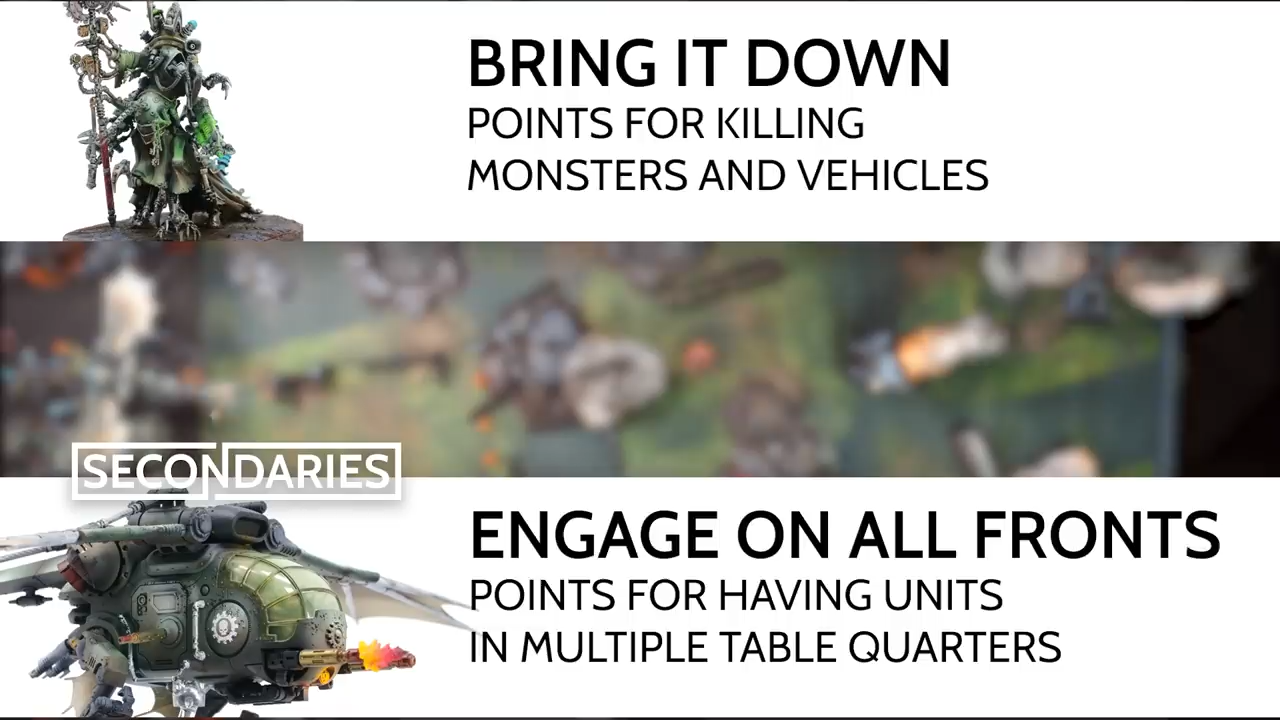 BRING IT DOWN
POINTS FOR KILLING
MONSTERS AND VEHICLES
SECONDARIES
ENGAGE ON ALL FRONTS
POINTS FOR HAVING UNITS
IN MULTIPLE TABLE QUARTERS